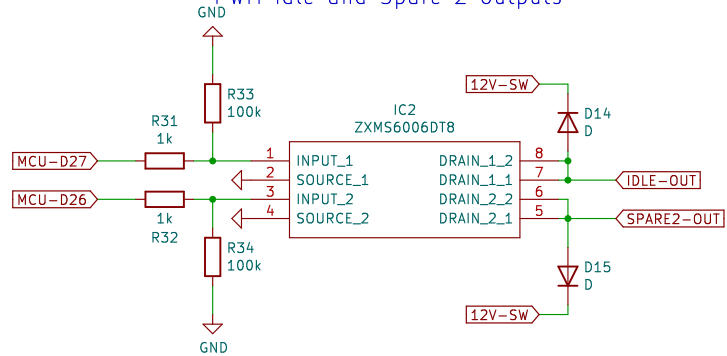 PWM Idle and Spare 2 Outputs
GND
R33
100k
R31
1k
MCU-D27
MCU-D26
1k
R32
R34
100k
GND
IC2
ZXMS6006DT8
1 INPUT_1 DRAIN_1_2 8
2 SOURCE_1 DRAIN_1_1 7
3 INPUT_2 DRAIN_2_2 6
4 SOURCE_2 DRAIN_2_1 5
12V-SW
D14
D
IDLE-OUT
SPARE2-OUT
D15
D
12V-SW